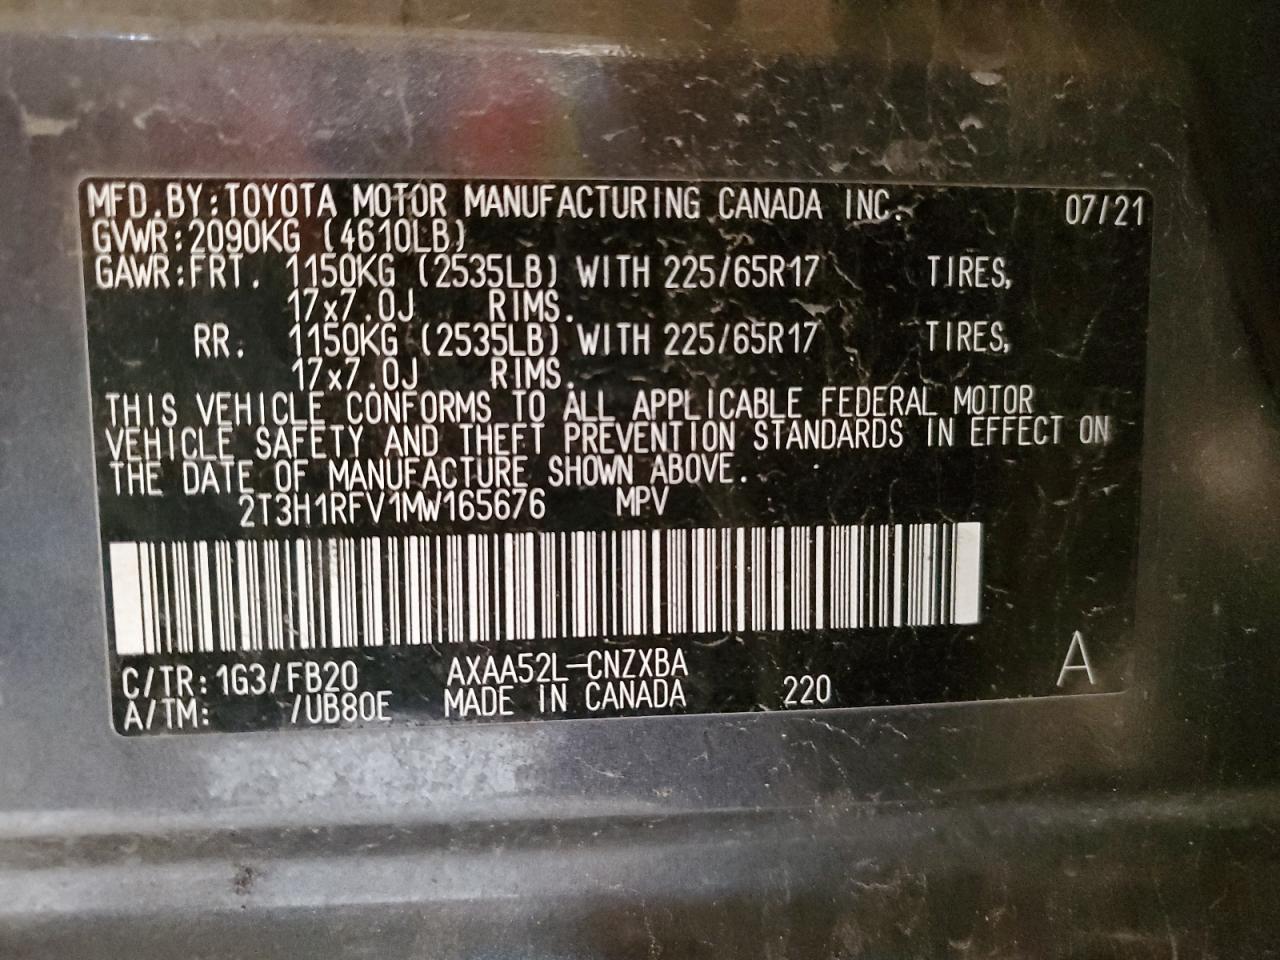 MFD.BY:TOYOTA MOTOR MANUFACTURING CANADA INC. 07/21
GVWR:2090KG (4610LB)
GAWR:FRT. 1150KG (2535LB) WITH 225/65R17 TIRES,
17x7.0J RIMS.
RR. 1150KG (2535LB) WITH 225/65R17 TIRES,
17x7.0J RIMS.
THIS VEHICLE CONFORMS TO ALL APPLICABLE FEDERAL MOTOR
VEHICLE SAFETY AND THEFT PREVENTION STANDARDS IN EFFECT ON
THE DATE OF MANUFACTURE SHOWN ABOVE.
2T3H1RFV1MW165676 MPV
C/TR:1G3/FB20 AXAA52L-CNZXBA
A/TM: /UB80E MADE IN CANADA 220 A